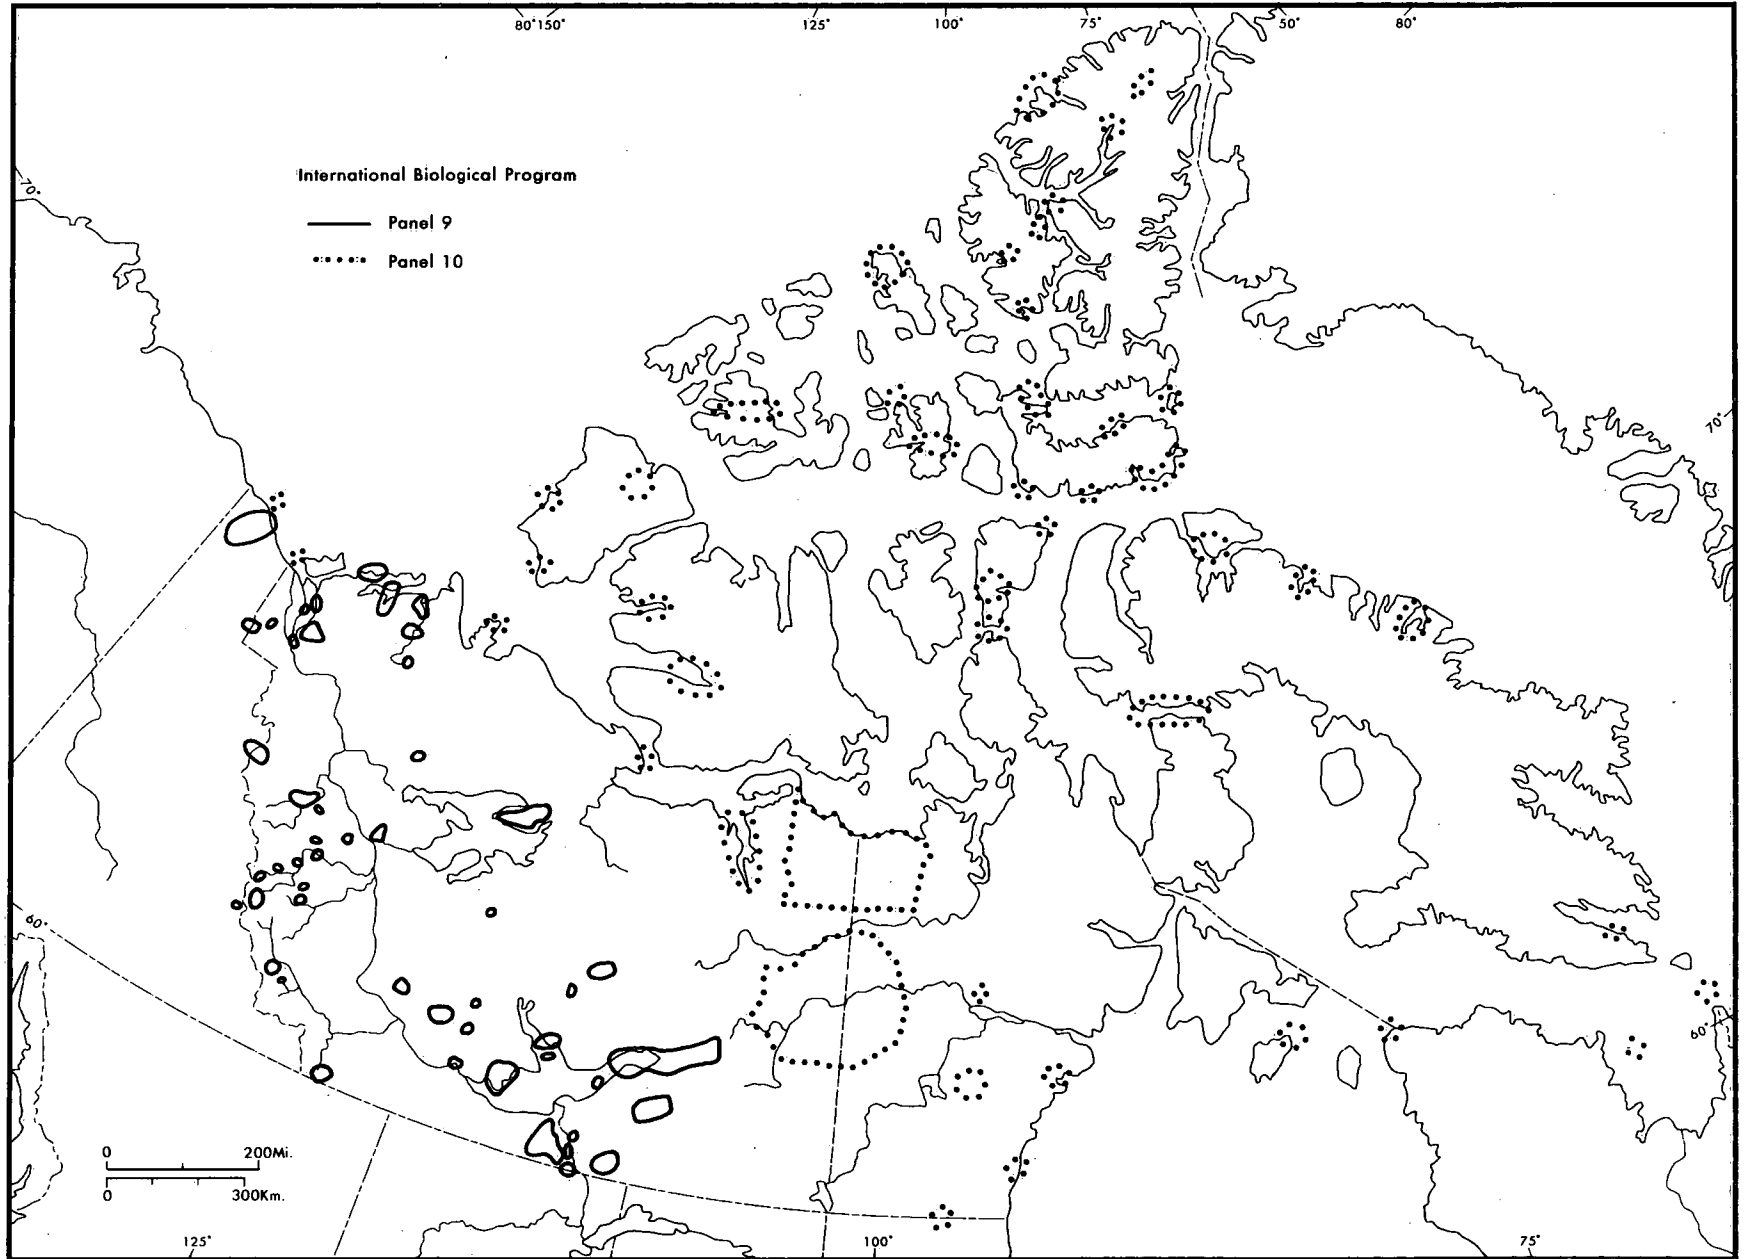 80° 150° 125° 100° 75° 50° 80°
70°
International Biological Program
Panel 9
Panel 10
70°
60°
60°
0 200Mi.
0 300Km.
125° 100° 75°